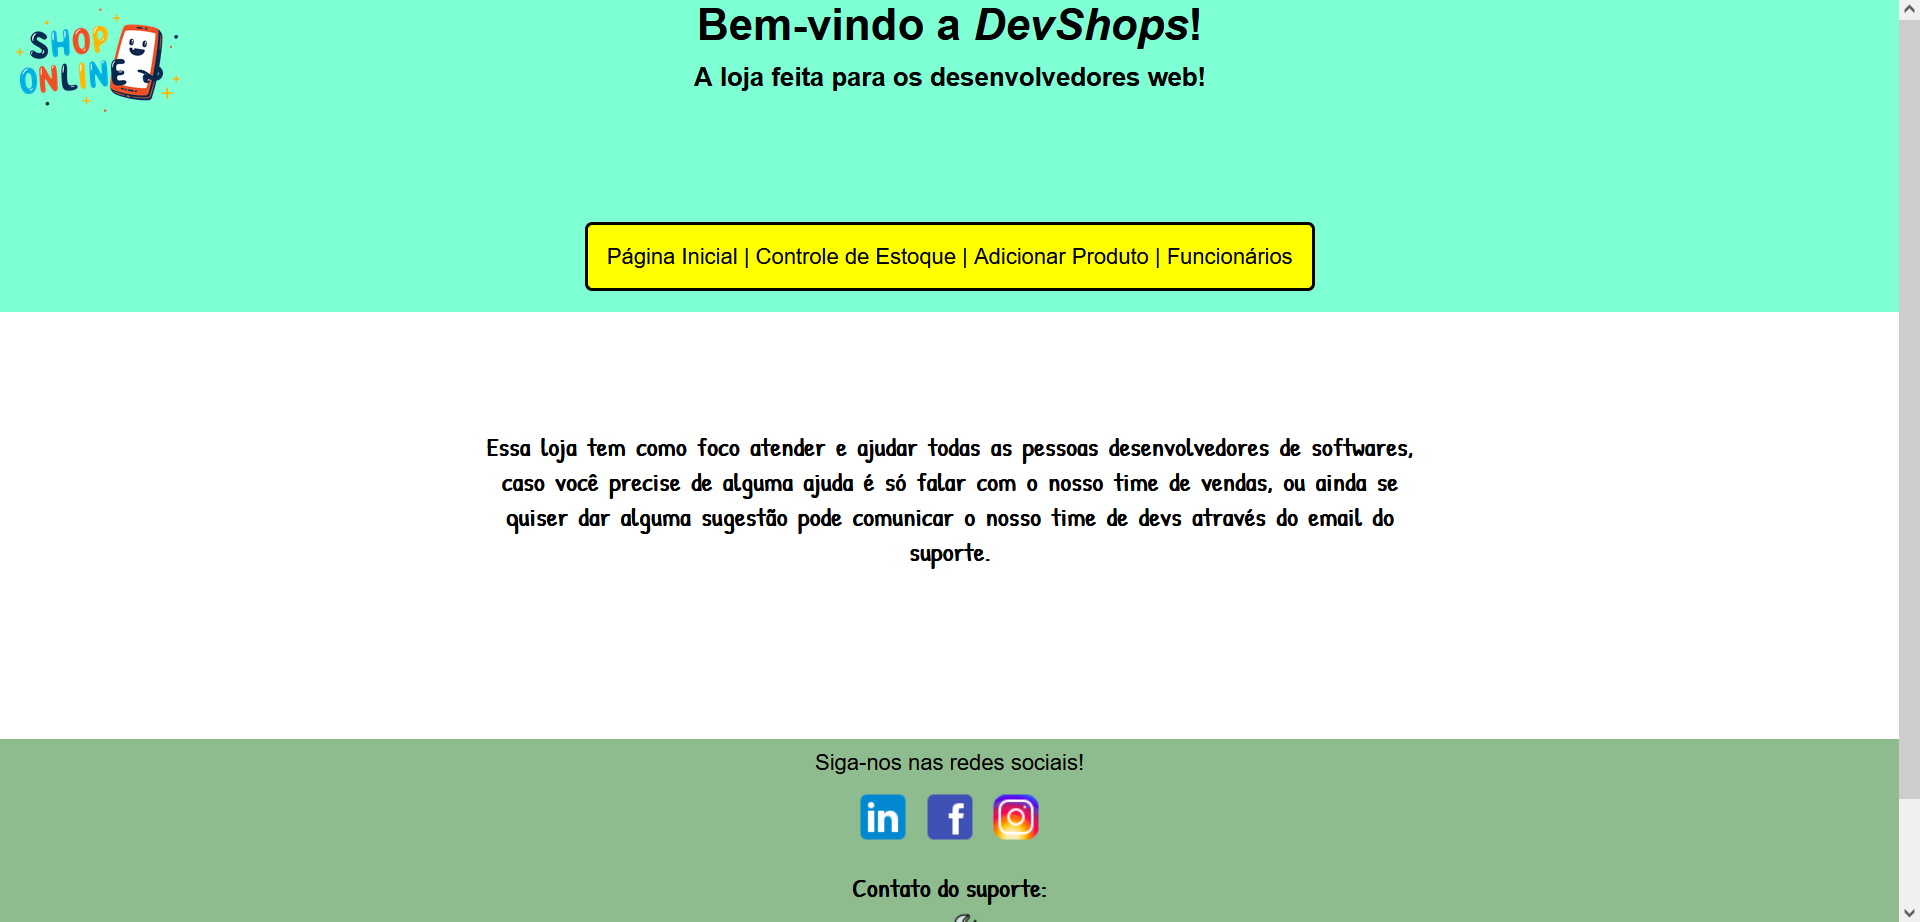 SHOP
ONLINE
Bem-vindo a DevShops!
A loja feita para os desenvolvedores web!
Página Inicial | Controle de Estoque | Adicionar Produto | Funcionários
Essa loja tem como foco atender e ajudar todas as pessoas desenvolvedores de softwares,
caso você precise de alguma ajuda é só falar com o nosso time de vendas, ou ainda se
quiser dar alguma sugestão pode comunicar o nosso time de devs através do email do
suporte.
Siga-nos nas redes sociais!
in f
Contato do suporte: